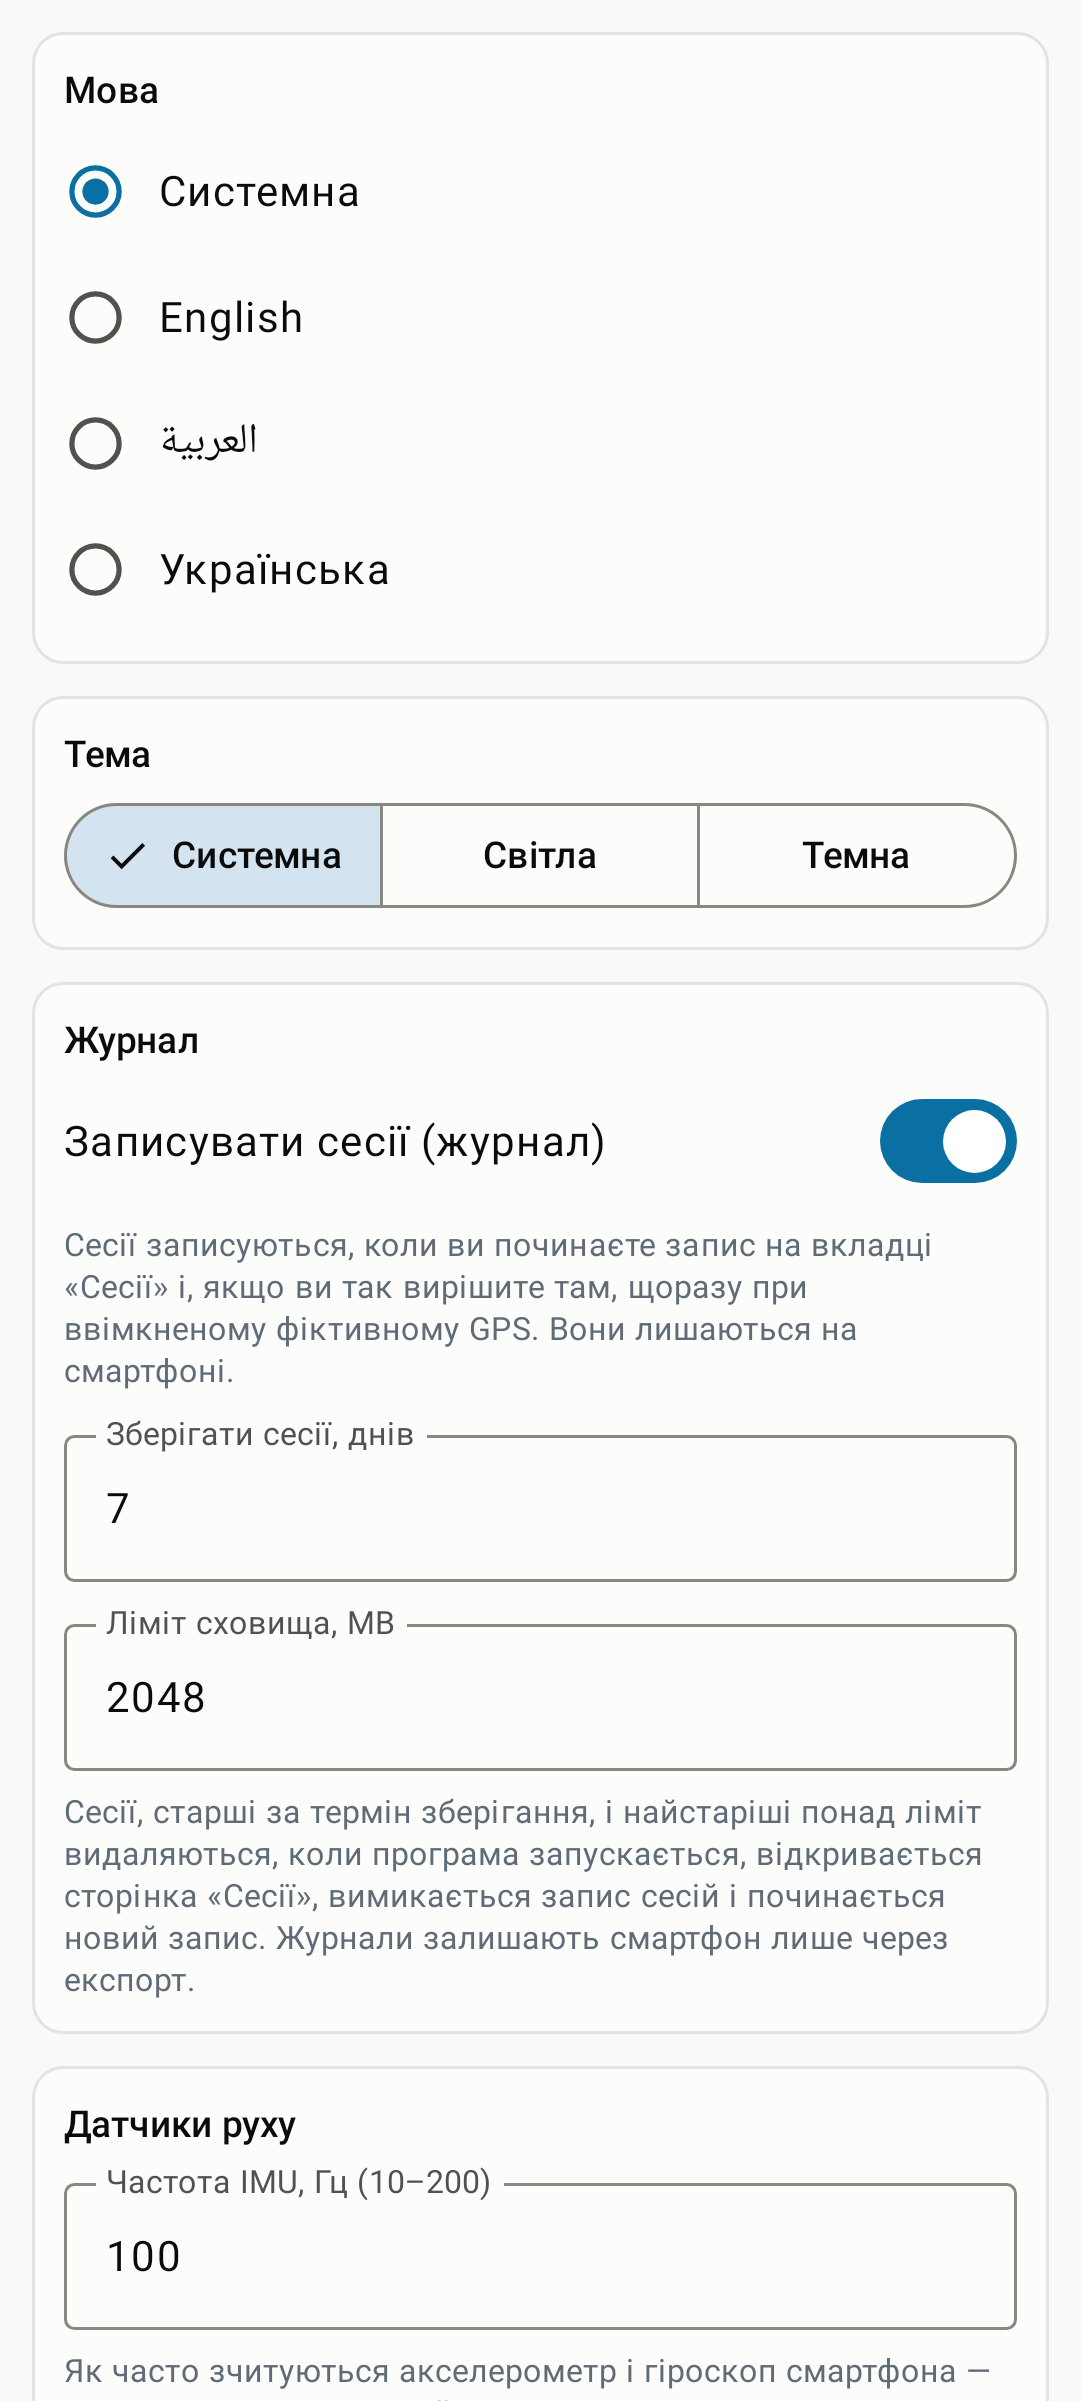 Мова
Системна
English
العربية
Українська
Тема
Системна
Світла
Темна
Журнал
Записувати сесії (журнал)
Сесії записуються, коли ви починаєте запис на вкладці
«Сесії» і, якщо ви так вирішите там, щоразу при
ввімкненому фіктивному GPS. Вони лишаються на
смартфоні.
Зберігати сесії, днів
7
Ліміт сховища, МВ
2048
Сесії, старші за термін зберігання, і найстаріші понад ліміт
видаляються, коли програма запускається, відкривається
сторінка «Сесії», вимикається запис сесій і починається
новий запис. Журнали залишають смартфон лише через
експорт.
Датчики руху
Частота IMU, Гц (10–200)
100
Як часто зчитуються акселерометр і гіроскоп смартфона —